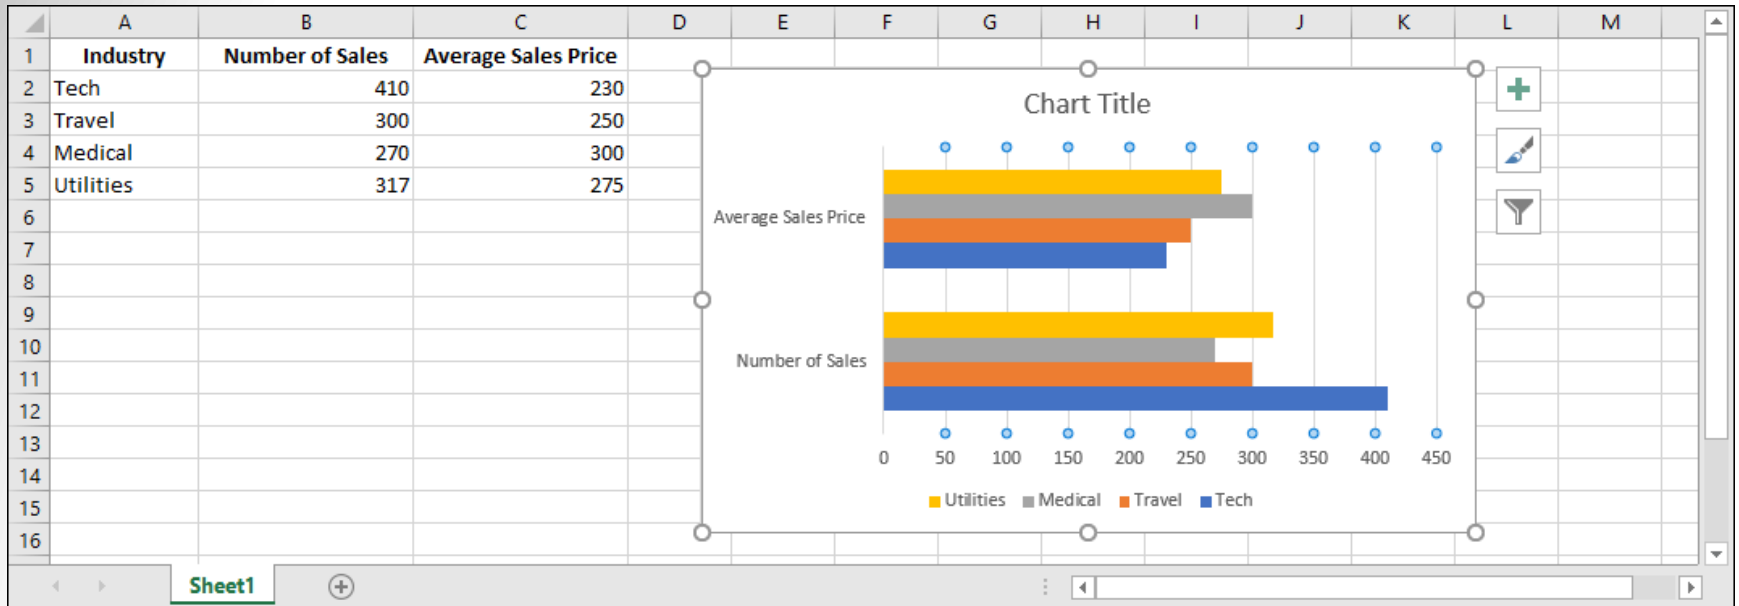 A B C D E F G H I J K L M
1 Industry Number of Sales Average Sales Price
2 Tech 410 230
3 Travel 300 250
4 Medical 270 300
5 Utilities 317 275
6
7
8
9
10
11
12
13
14
15
16
Chart Title
Average Sales Price
Number of Sales
0 50 100 150 200 250 300 350 400 450
Utilities Medical Travel Tech
Sheet1